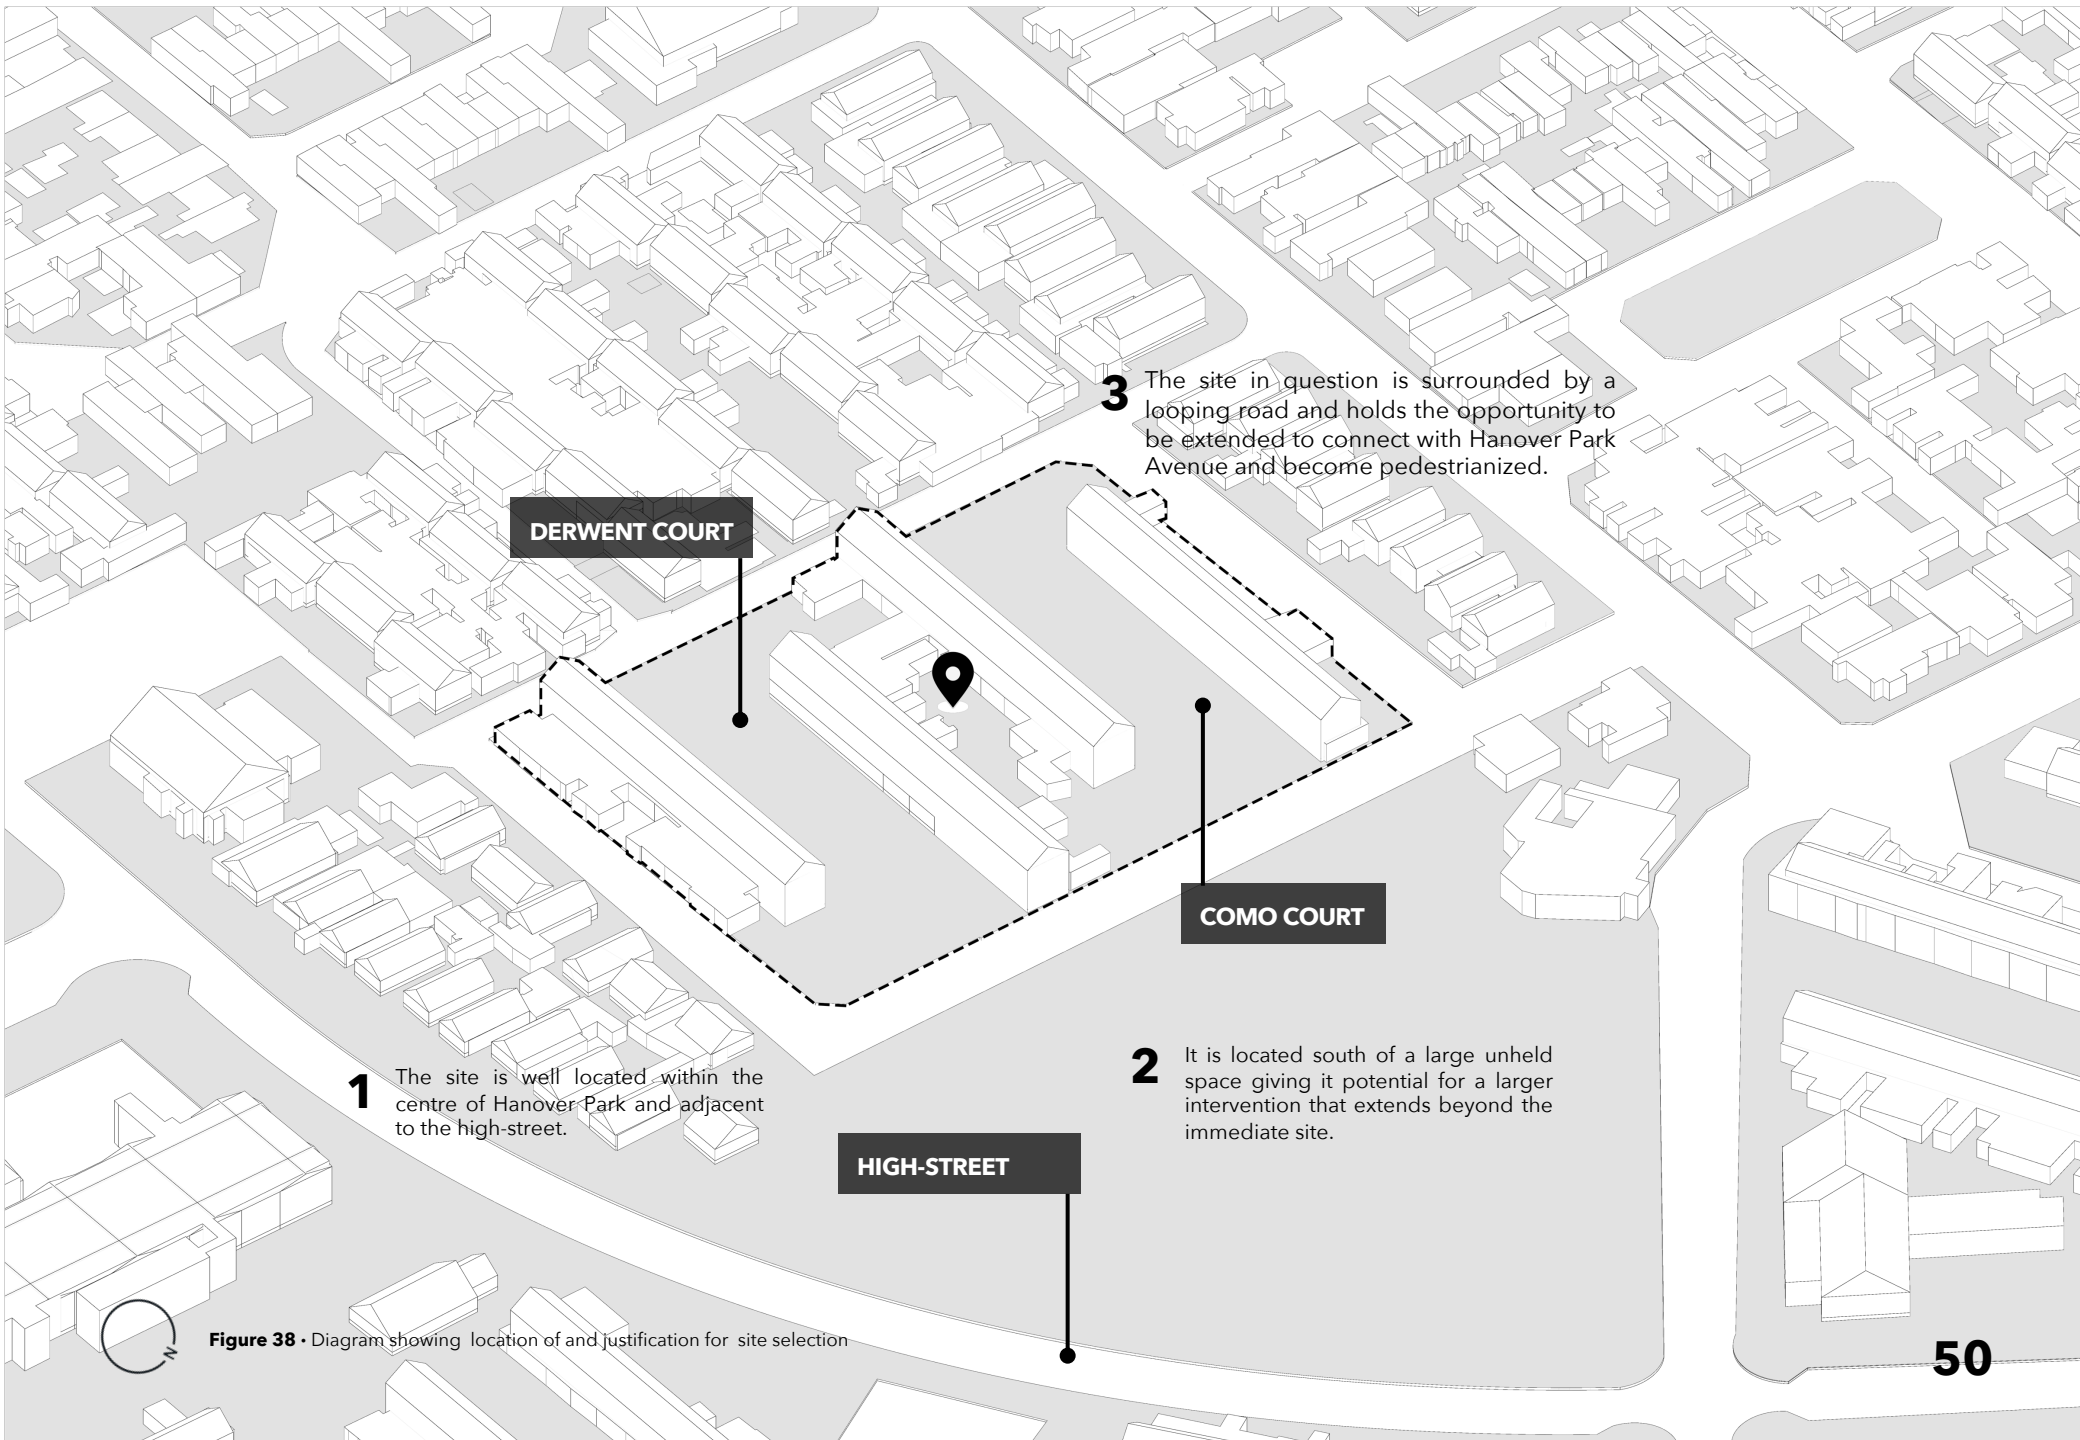 3
The site in question is surrounded by a
looping road and holds the opportunity to
be extended to connect with Hanover Park
Avenue and become pedestrianized.
DERWENT COURT
COMO COURT
1
The site is well located within the
centre of Hanover Park and adjacent
to the high-street.
2
It is located south of a large unheld
space giving it potential for a larger
intervention that extends beyond the
immediate site.
HIGH-STREET
N
Figure 38 • Diagram showing location of and justification for site selection
50